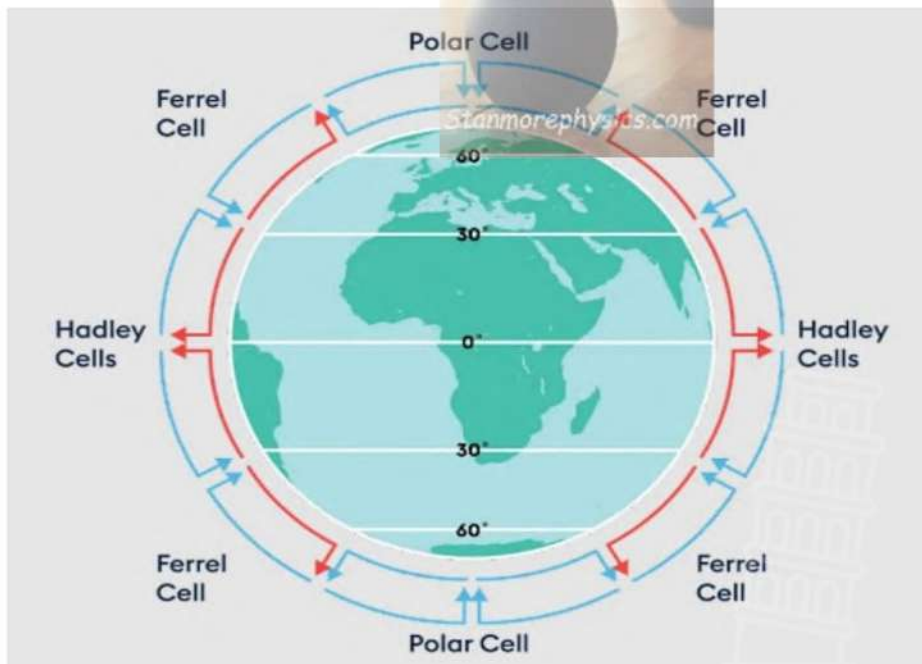 Polar Cell
Ferrel
Cell
Stanmorephysics.com
Ferrel
Cell
60°
30°
Hadley
Cells
0°
Hadley
Cells
30°
60°
Ferrel
Cell
Ferrel
Cell
Polar Cell